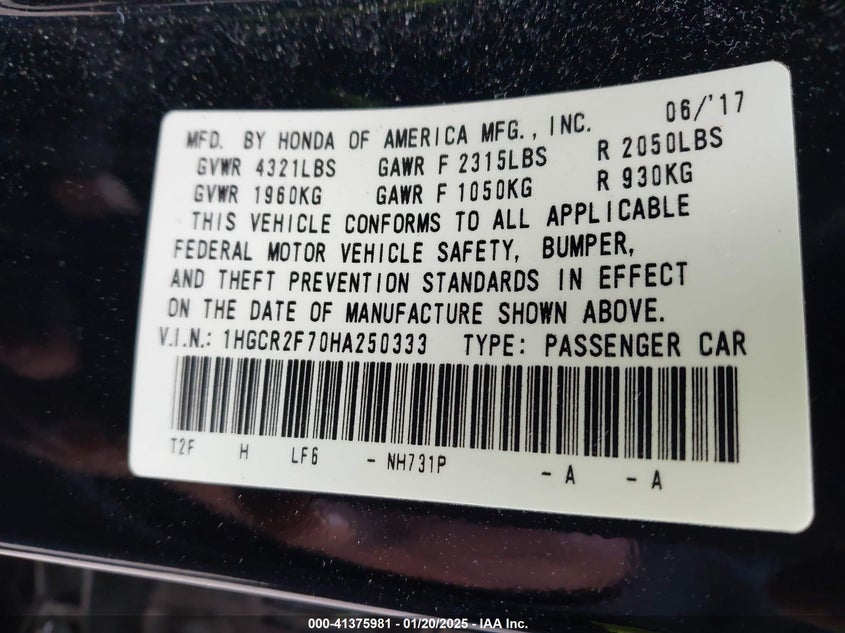 MFD. BY HONDA OF AMERICA MFG., INC. 06/'17
GVWR 4321LBS GAWR F 2315LBS R 2050LBS
GVWR 1960KG GAWR F 1050KG R 930KG
THIS VEHICLE CONFORMS TO ALL APPLICABLE
FEDERAL MOTOR VEHICLE SAFETY, BUMPER,
AND THEFT PREVENTION STANDARDS IN EFFECT
ON THE DATE OF MANUFACTURE SHOWN ABOVE.
V.I.N.: 1HGCR2F70HA250333 TYPE: PASSENGER CAR
T2F H LF6 - NH731P - A - A
000-41375981 - 01/20/2025 - IAA Inc.